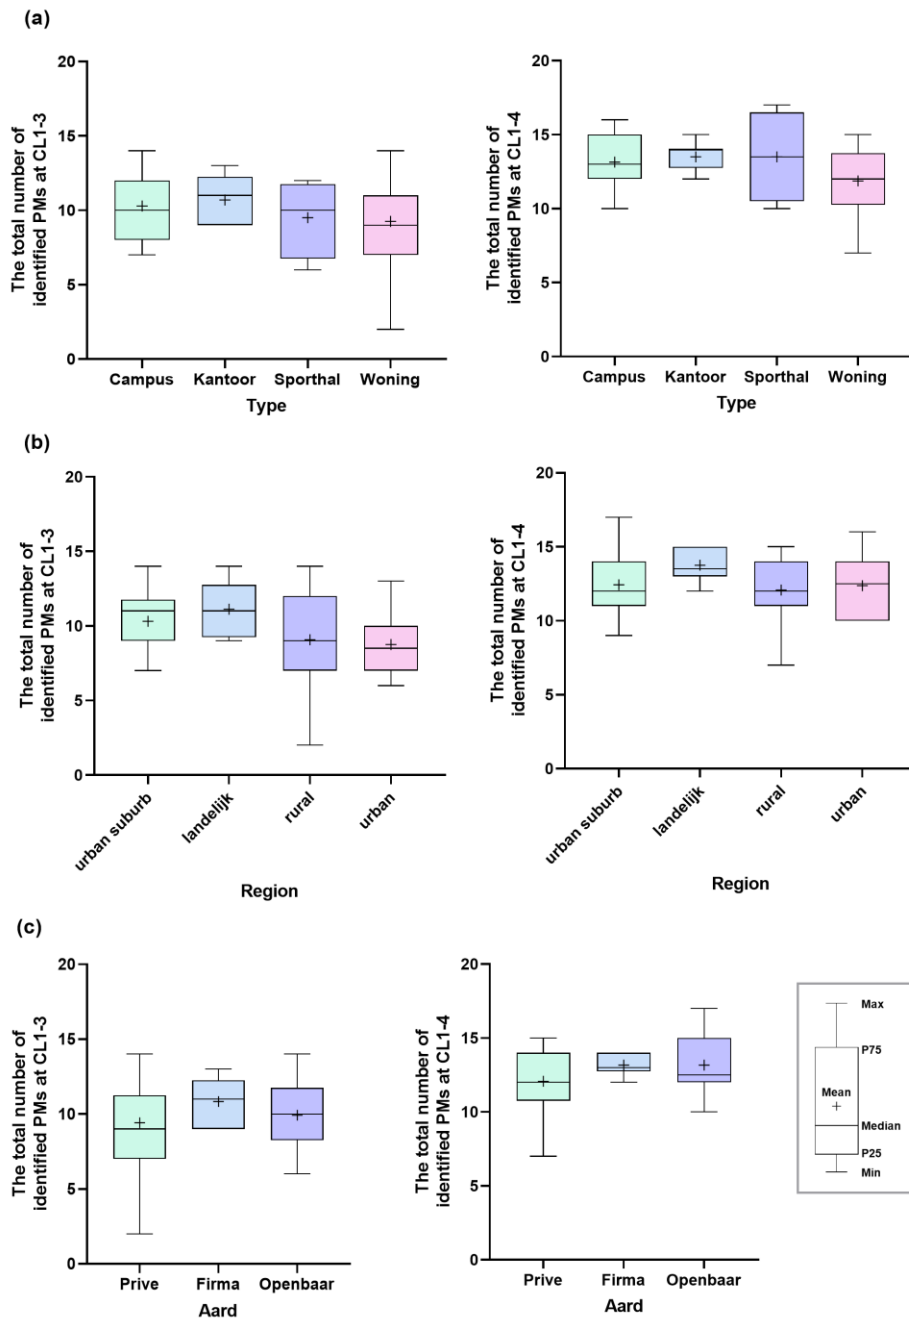 (a)
The total number of
identified PMs at CL1-3
20
15
10
5
0
Campus Kantoor Sporthal Woning
Type
The total number of
identified PMs at CL1-4
20
15
10
5
0
Campus Kantoor Sporthal Woning
Type
(b)
The total number of
identified PMs at CL1-3
20
15
10
5
0
urban suburb
landelijk
rural
urban
Region
The total number of
identified PMs at CL1-4
20
15
10
5
0
urban suburb
landelijk
rural
urban
Region
(c)
The total number of
identified PMs at CL1-3
20
15
10
5
0
Prive Firma Openbaar
Aard
The total number of
identified PMs at CL1-4
20
15
10
5
0
Prive Firma Openbaar
Aard
Max
P75
Mean
Median
P25
Min